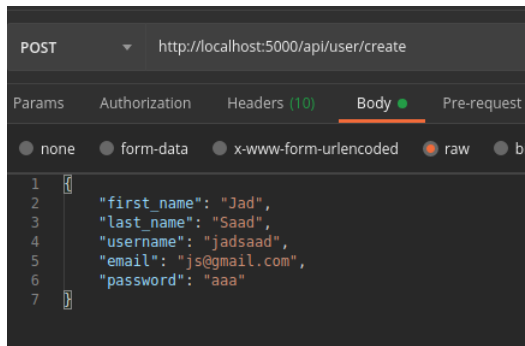 POST http://localhost:5000/api/user/create
Params Authorization Headers (10) Body Pre-request
none form-data x-www-form-urlencoded raw b
1 {
2 "first_name": "Jad",
3 "last_name": "Saad",
4 "username": "jadsaad",
5 "email": "js@gmail.com",
6 "password": "aaa"
7 }